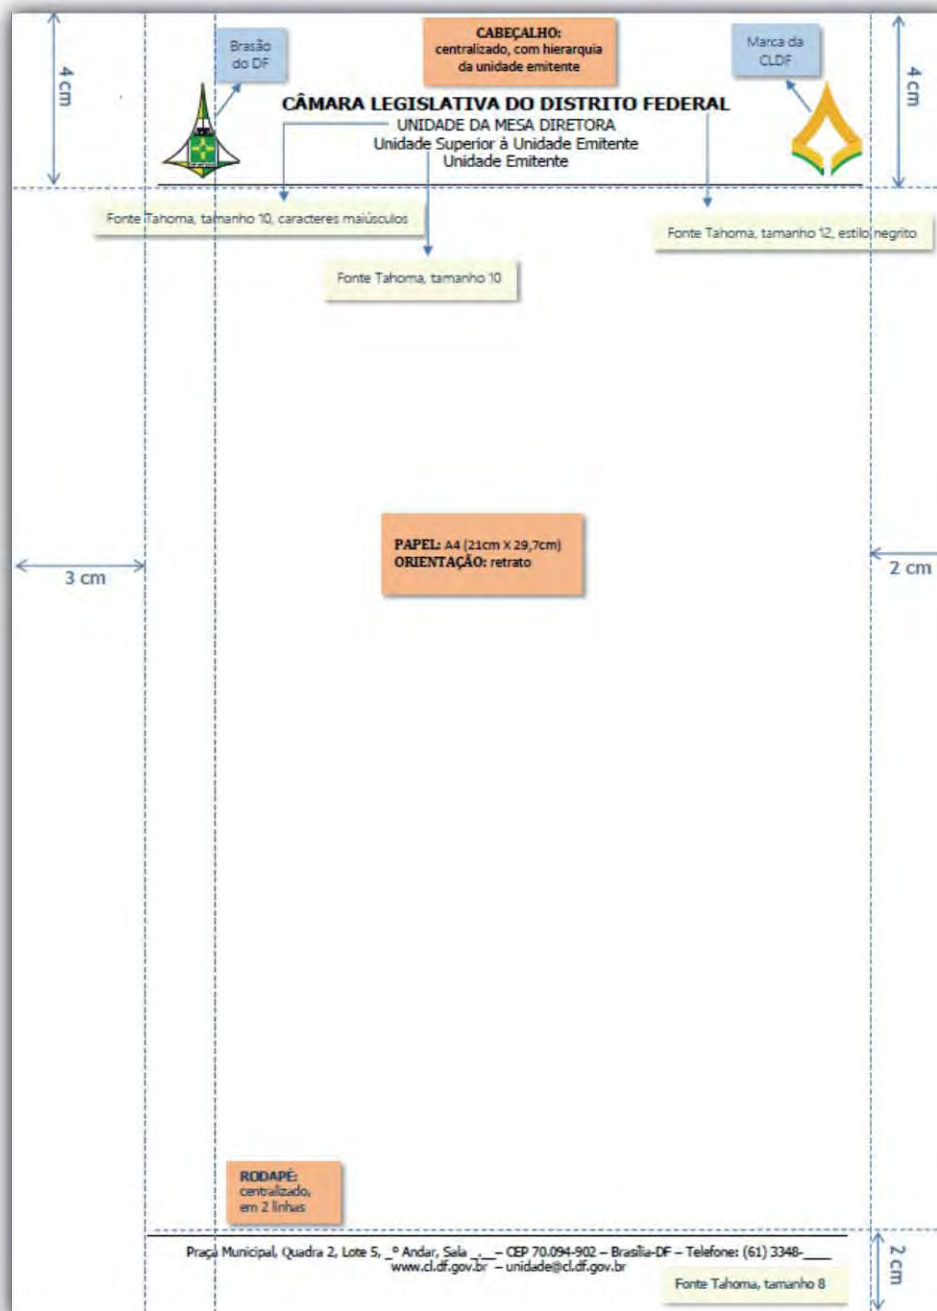 4 cm
Brasão
do DF
CABEÇALHO:
centralizado, com hierarquia
da unidade emitente
Marca da
CLDF
4 cm
CÂMARA LEGISLATIVA DO DISTRITO FEDERAL
UNIDADE DA MESA DIRETORA
Unidade Superior à Unidade Emitente
Unidade Emitente
Fonte Tahoma, tamanho 10, caracteres maiúsculos
Fonte Tahoma, tamanho 12, estilo negrito
Fonte Tahoma, tamanho 10
PAPEL: A4 (21cm X 29,7cm)
ORIENTAÇÃO: retrato
3 cm
2 cm
RODAPÉ:
centralizado,
em 2 linhas
Praça Municipal, Quadra 2, Lote 5, _º Andar, Sala _._ – CEP 70.094-902 – Brasília-DF – Telefone: (61) 3348-____
www.cl.df.gov.br – unidade@cl.df.gov.br
Fonte Tahoma, tamanho 8
2 cm